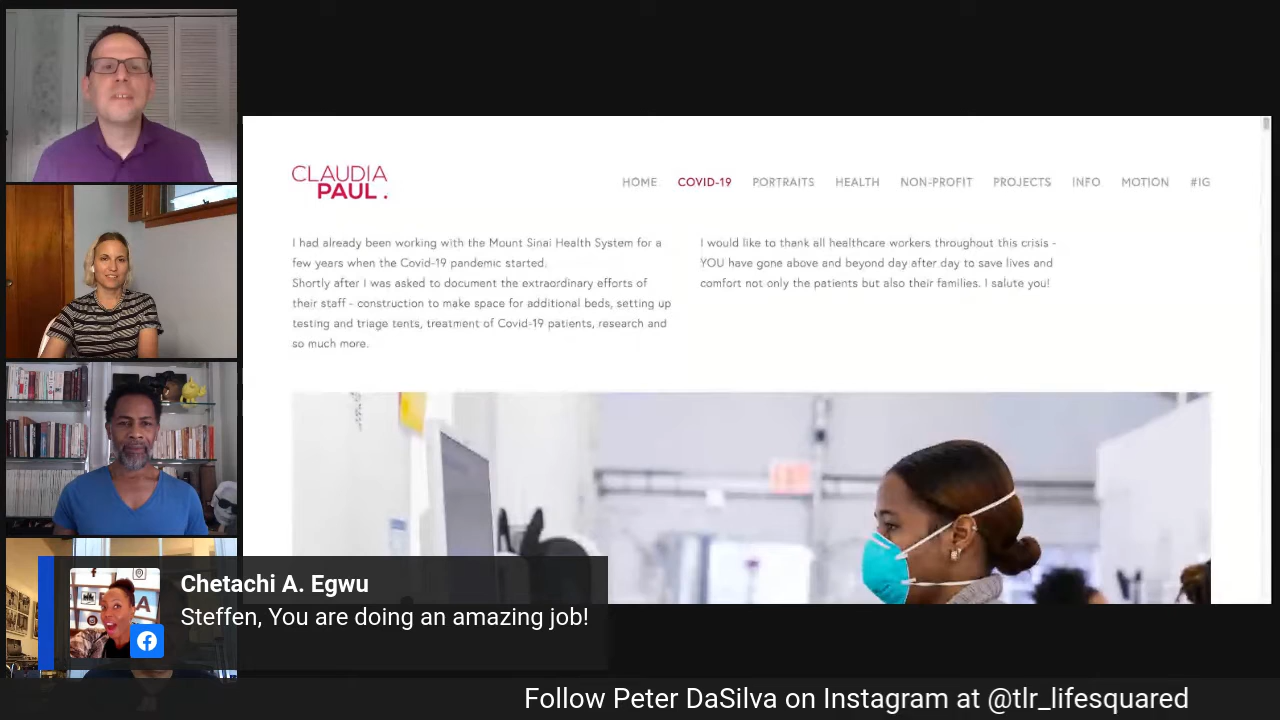 CLAUDIA
PAUL .
HOME COVID-19 PORTRAITS HEALTH NON-PROFIT PROJECTS INFO MOTION #IG
I had already been working with the Mount Sinai Health System for a
few years when the Covid-19 pandemic started.
Shortly after I was asked to document the extraordinary efforts of
their staff - construction to make space for additional beds, setting up
testing and triage tents, treatment of Covid-19 patients, research and
so much more.
I would like to thank all healthcare workers throughout this crisis -
YOU have gone above and beyond day after day to save lives and
comfort not only the patients but also their families. I salute you!
Chetachi A. Egwu
Steffen, You are doing an amazing job!
Follow Peter DaSilva on Instagram at @tlr_lifesquared